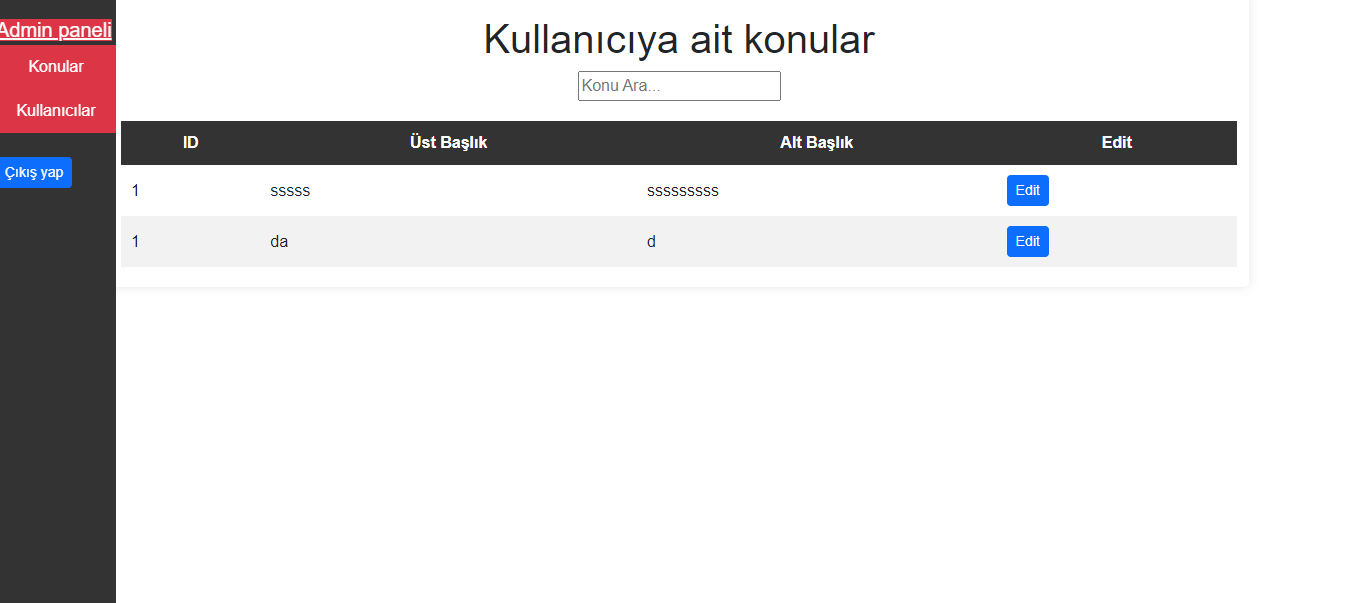 Admin paneli
Konular
Kullanıcılar
Çıkış yap
Kullanıcıya ait konular
Konu Ara...
ID Üst Başlık Alt Başlık Edit
1 sssss sssssssss Edit
1 da d Edit